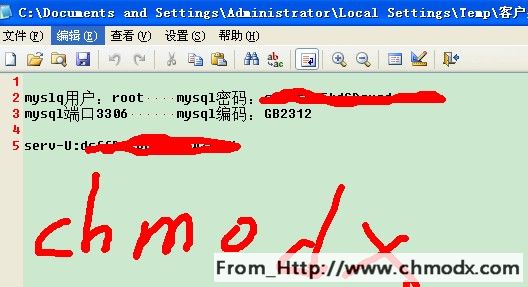 C:\Documents and Settings\Administrator\Local Settings\Temp\客户
文件(F) 编辑(E) 查看(V) 设置(S) 帮助(H)
1
2 myslq用户：root····mysql密码：
3 mysql端口3306······mysql编码：GB2312
4
5 serv-U:
chmodx
From_Http://www.chmodx.com